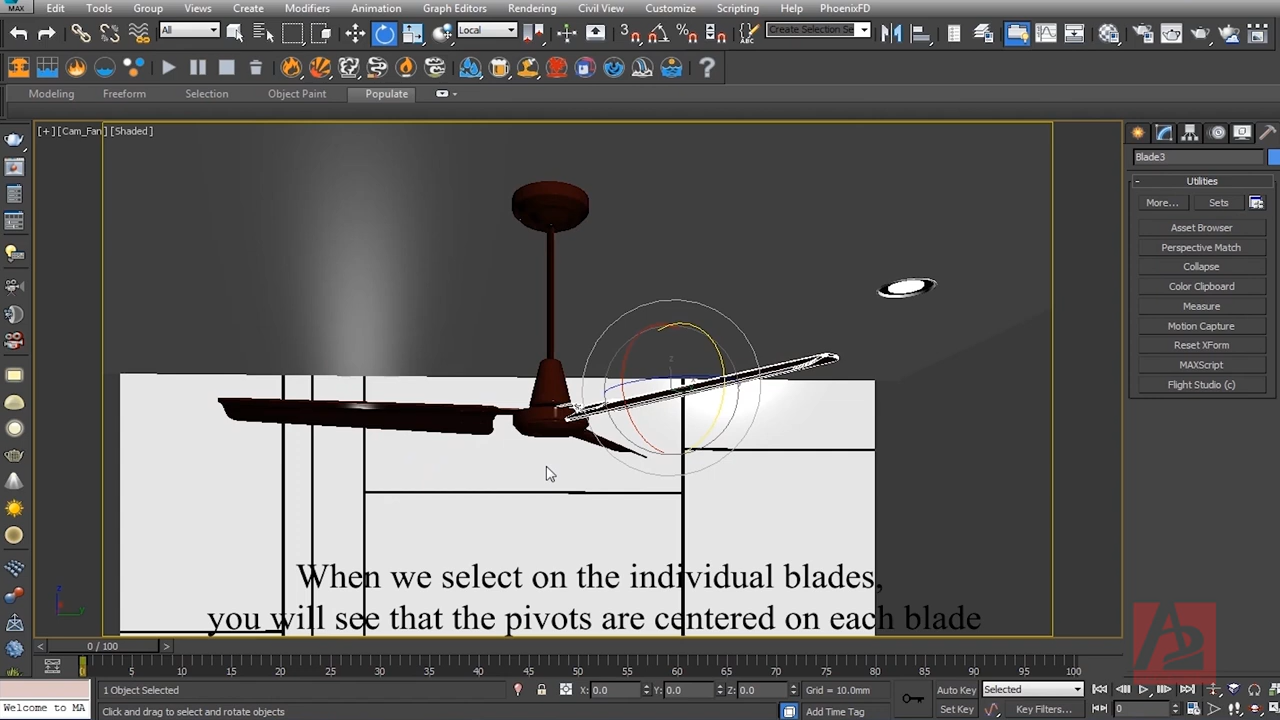 MAX
Edit
Tools
Group
Views
Create
Modifiers
Animation
Graph Editors
Rendering
Civil View
Customize
Scripting
Help
PhoenixFD
All
Local
3
%
Create Selection Se
Modeling
Freeform
Selection
Object Paint
Populate
[+] [Cam_Fan] [Shaded]
Blade3
- Utilities
More...
Sets
Asset Browser
Perspective Match
Collapse
Color Clipboard
Measure
Motion Capture
Reset XForm
MAXScript
Flight Studio (c)
z
z
y
When we select on the individual blades,
you will see that the pivots are centered on each blade
< 0 / 100 >
0 5 10 15 20 25 30 35 40 45 50 55 60 65 70 75 80 85 90 95 100
1 Object Selected
X: 0.0
Y: 0.0
Z: 0.0
Grid = 10.0mm
Auto Key
Selected
Welcome to MA
Click and drag to select and rotate objects
Add Time Tag
Set Key
Key Filters...
0